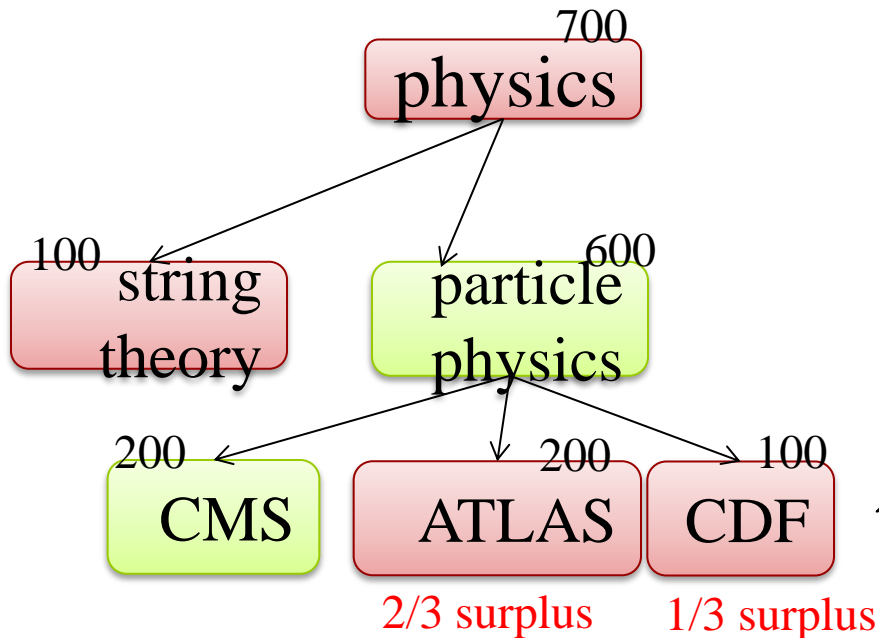 700
physics
100
string
theory
600
particle
physics
200
CMS
200
ATLAS
100
CDF
2/3 surplus
1/3 surplus